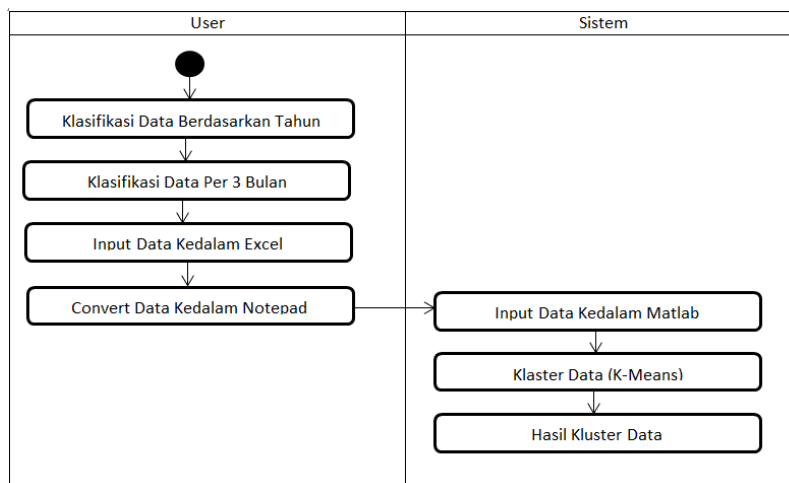 User
Sistem
Klasifikasi Data Berdasarkan Tahun
Klasifikasi Data Per 3 Bulan
Input Data Kedalam Excel
Convert Data Kedalam Notepad
Input Data Kedalam Matlab
Klaster Data (K-Means)
Hasil Kluster Data